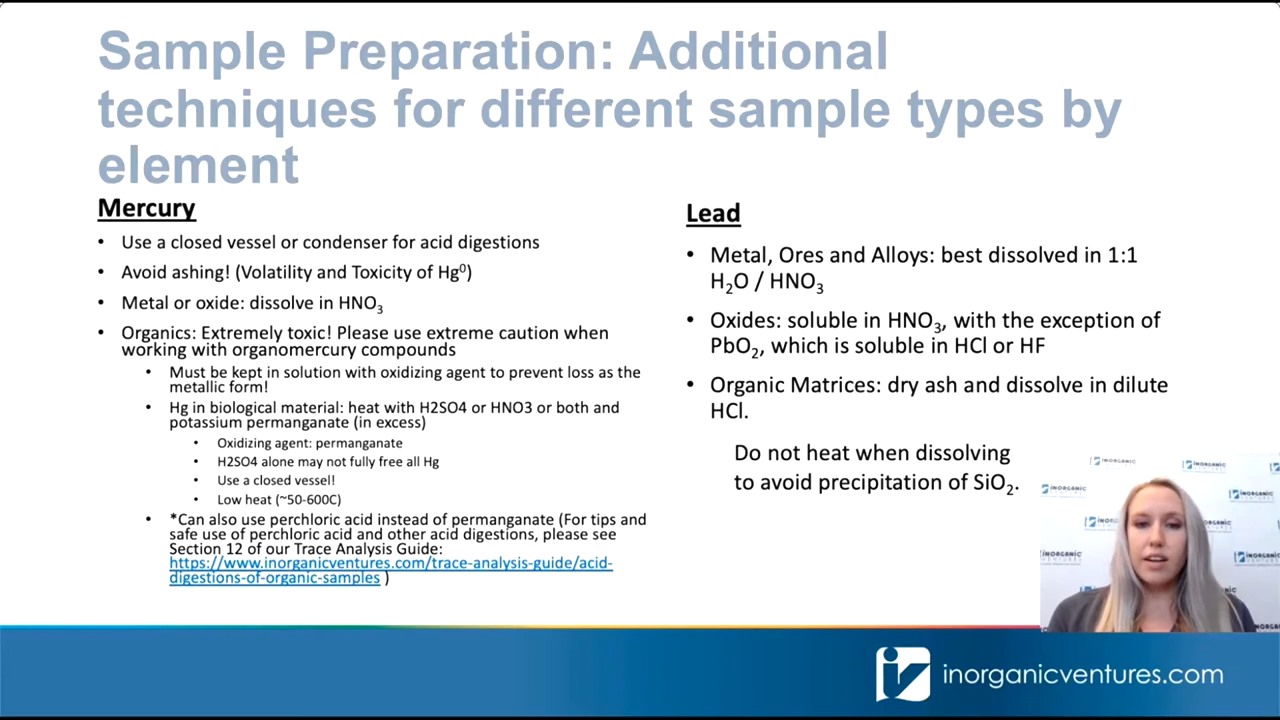 Sample Preparation: Additional
techniques for different sample types by
element
Mercury
• Use a closed vessel or condenser for acid digestions
• Avoid ashing! (Volatility and Toxicity of Hg⁰)
• Metal or oxide: dissolve in HNO₃
• Organics: Extremely toxic! Please use extreme caution when
working with organomercury compounds
• Must be kept in solution with oxidizing agent to prevent loss as the
metallic form!
• Hg in biological material: heat with H2SO4 or HNO3 or both and
potassium permanganate (in excess)
• Oxidizing agent: permanganate
• H2SO4 alone may not fully free all Hg
• Use a closed vessel!
• Low heat (~50-600C)
• *Can also use perchloric acid instead of permanganate (For tips and
safe use of perchloric acid and other acid digestions, please see
Section 12 of our Trace Analysis Guide:
https://www.inorganicventures.com/trace-analysis-guide/acid-
digestions-of-organic-samples )
Lead
• Metal, Ores and Alloys: best dissolved in 1:1
H₂O / HNO₃
• Oxides: soluble in HNO₃, with the exception of
PbO₂, which is soluble in HCl or HF
• Organic Matrices: dry ash and dissolve in dilute
HCl.
Do not heat when dissolving
to avoid precipitation of SiO₂.
INORGANIC
VENTURES
inorganicventures.com